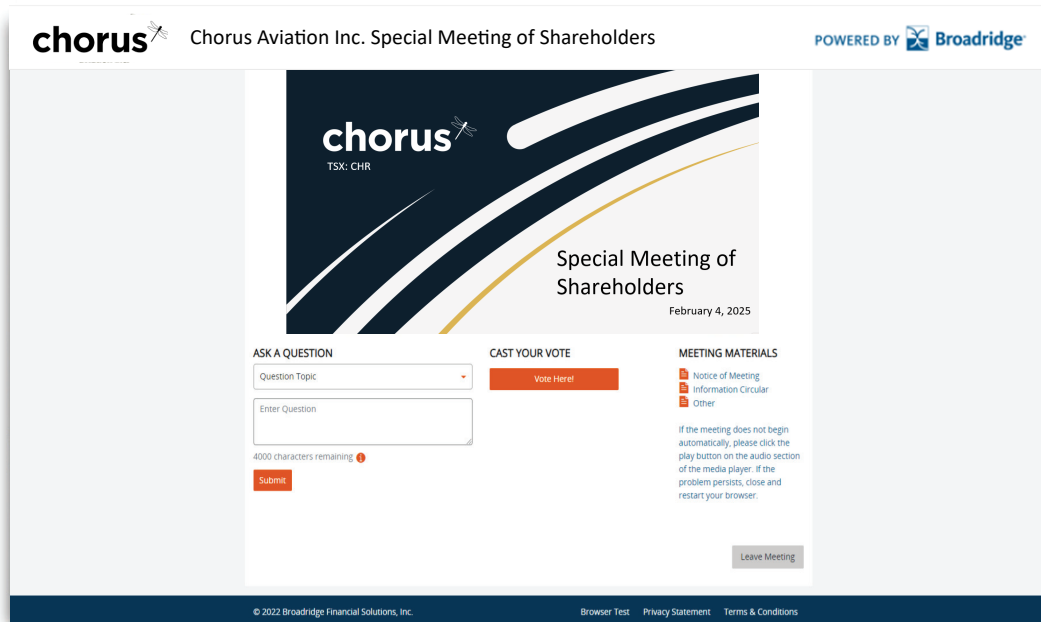 chorus
Chorus Aviation Inc. Special Meeting of Shareholders
POWERED BY Broadridge
chorus
TSX: CHR
Special Meeting of
Shareholders
February 4, 2025
ASK A QUESTION
Question Topic
Enter Question
4000 characters remaining
Submit
CAST YOUR VOTE
Vote Here!
MEETING MATERIALS
Notice of Meeting
Information Circular
Other
If the meeting does not begin
automatically, please click the
play button on the audio section
of the media player. If the
problem persists, close and
restart your browser.
Leave Meeting
© 2022 Broadridge Financial Solutions, Inc.
Browser Test Privacy Statement Terms & Conditions